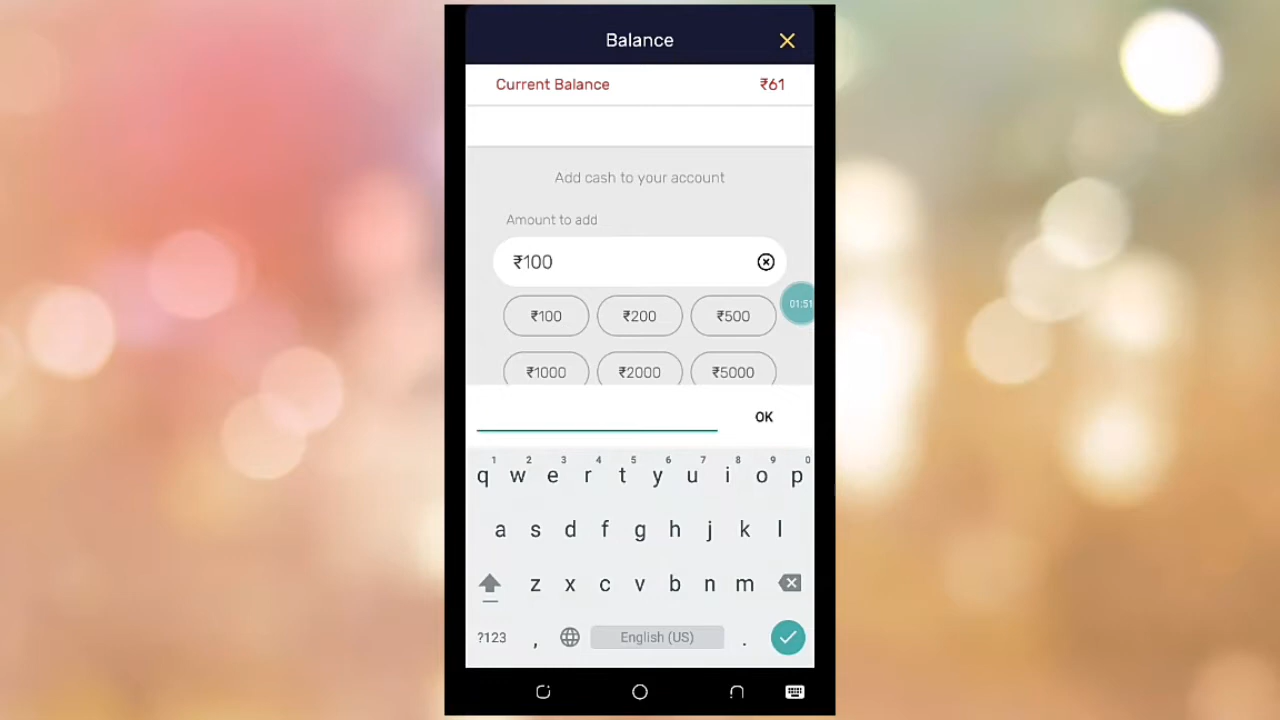 Balance
Current Balance ₹61
Add cash to your account
Amount to add
₹100
₹100 ₹200 ₹500
01:51
₹1000 ₹2000 ₹5000
OK
1 2 3 4 5 6 7 8 9 0
q w e r t y u i o p
a s d f g h j k l
z x c v b n m
?123 , English (US) .